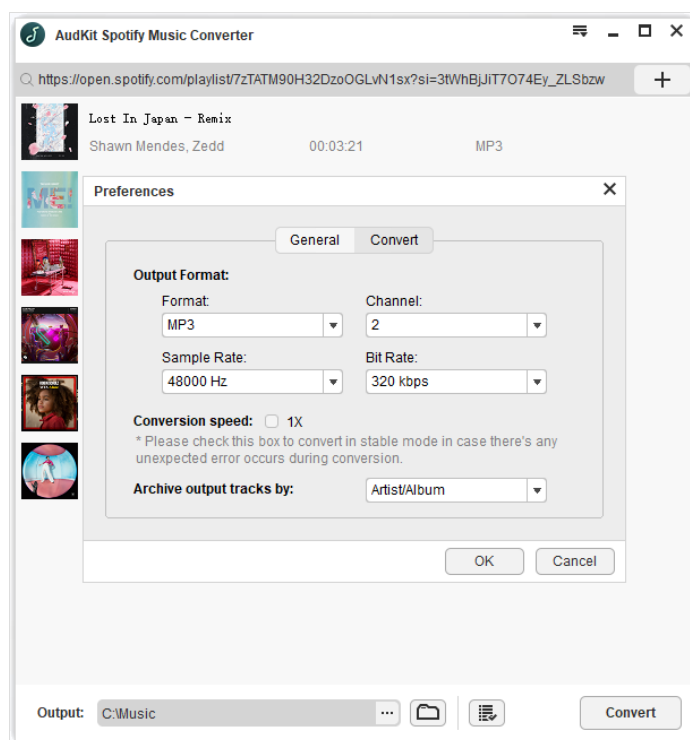 AudKit Spotify Music Converter
https://open.spotify.com/playlist/7zTATM90H32DzoOGLvN1sx?si=3tWhBjJiT7O74Ey_ZLSbzw
Lost In Japan - Remix
Shawn Mendes, Zedd 00:03:21 MP3
ME!
Preferences
General Convert
Output Format:
Format: Channel:
MP3 2
Sample Rate: Bit Rate:
48000 Hz 320 kbps
Conversion speed: 1X
* Please check this box to convert in stable mode in case there's any
unexpected error occurs during conversion.
Archive output tracks by: Artist/Album
OK Cancel
Output: C:\Music ... Convert